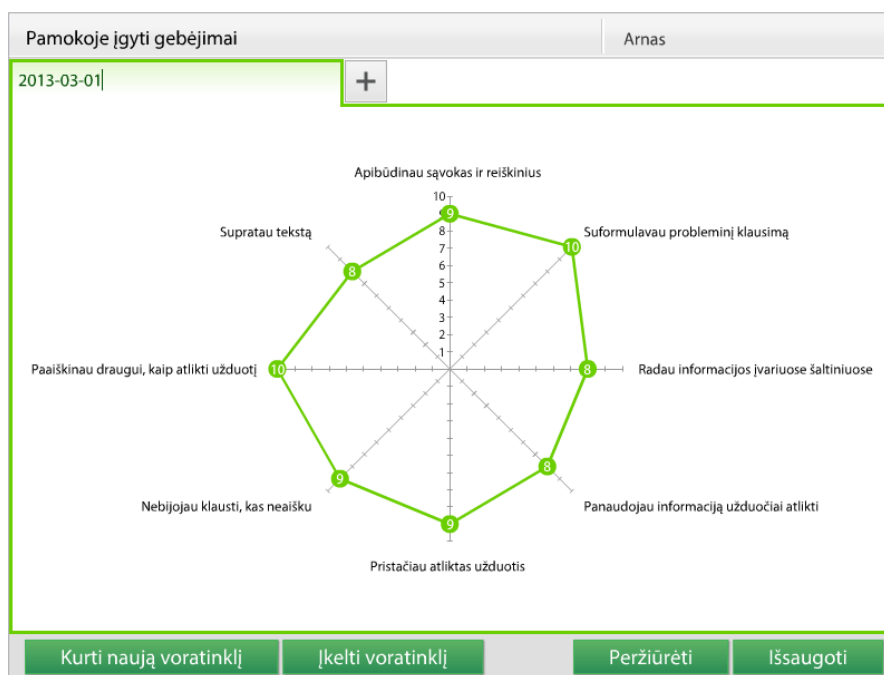 Pamokoje įgyti gebėjimai
Arnas
2013-03-01
+
Apibūdinau sąvokas ir reiškinius
10
9
8
7
6
5
4
3
2
1
Supratau tekstą
8
Suformulavau probleminį klausimą
10
Paaiškinau draugui, kaip atlikti užduotį
10
8
Radau informacijos įvariuose šaltiniuose
9
8
Nebijojau klausti, kas neaišku
Panaudojau informaciją užduočiai atlikti
9
Pristačiau atliktas užduotis
Kurti naują voratinklį
Įkelti voratinklį
Peržiūrėti
Išsaugoti